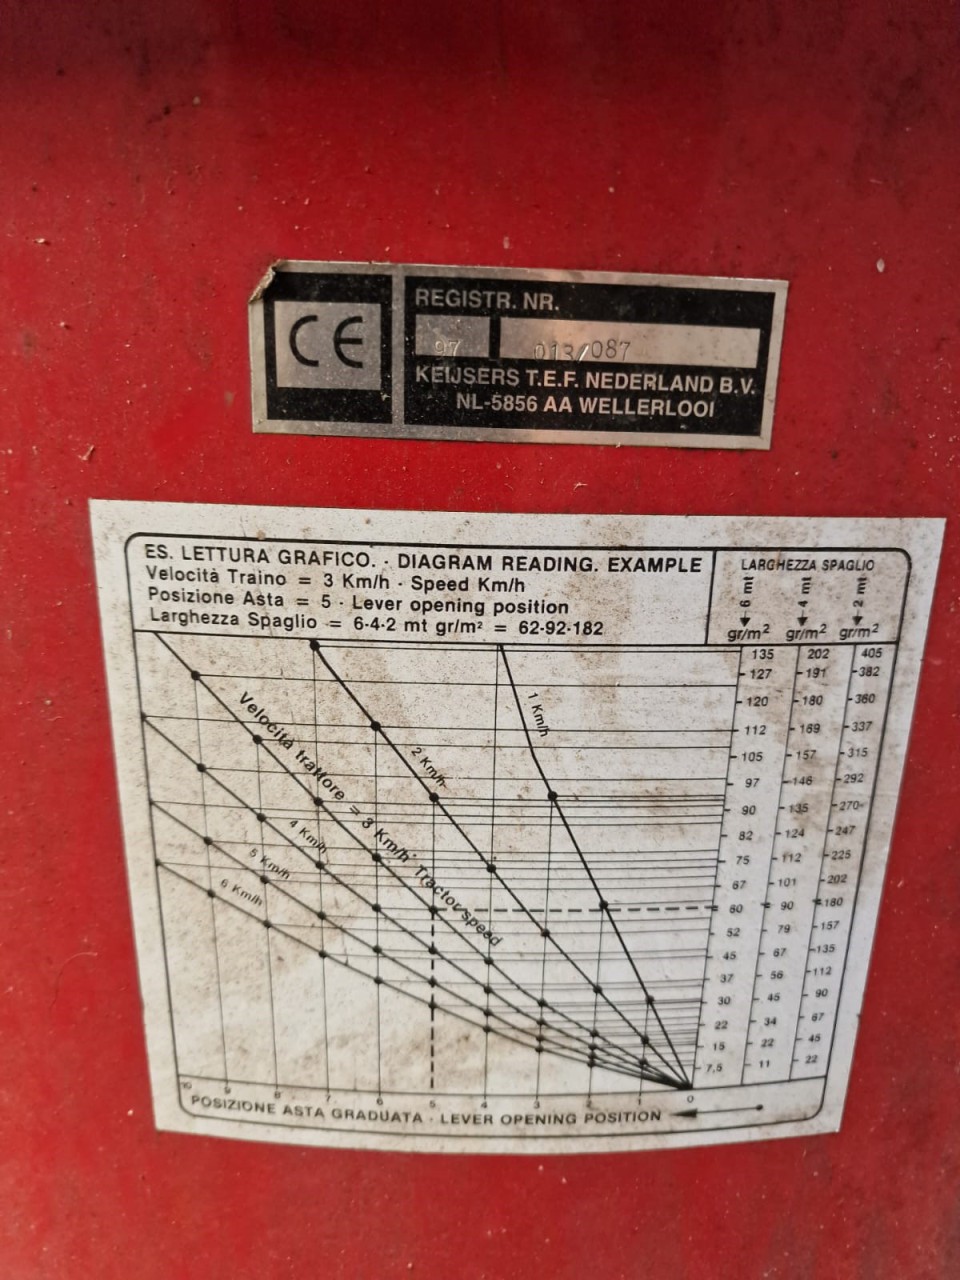 CE
REGISTR. NR.
97 013/087
KEIJSERS T.E.F. NEDERLAND B.V.
NL-5856 AA WELLERLOOI
ES. LETTURA GRAFICO. · DIAGRAM READING. EXAMPLE
Velocità Traino = 3 Km/h · Speed Km/h
Posizione Asta = 5 · Lever opening position
Larghezza Spaglio = 6·4·2 mt gr/m² = 62·92·182
LARGHEZZA SPAGLIO
6 mt 4 mt 2 mt
gr/m² gr/m² gr/m²
135 202 405
127 191 382
120 180 360
112 169 337
105 157 315
97 146 292
90 135 270
82 124 247
75 112 225
67 101 202
60 90 180
52 79 157
45 67 135
37 56 112
30 45 90
22 34 67
15 22 45
7,5 11 22
1 Km/h
2 Km/h
Velocità trattore = 3 Km/h · Tractor speed
4 Km/h
5 Km/h
6 Km/h
10 9 8 7 6 5 4 3 2 1 0
POSIZIONE ASTA GRADUATA · LEVER OPENING POSITION